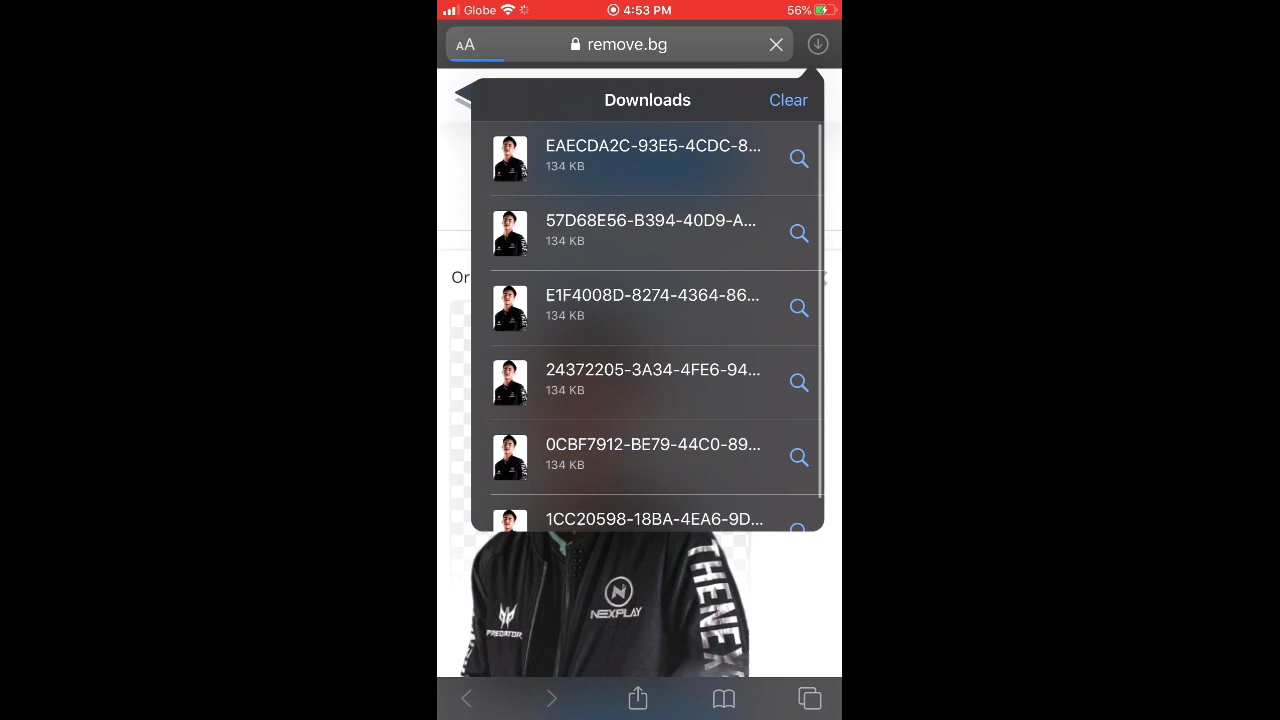 Globe 4:53 PM 56%
AA remove.bg
Downloads Clear
EAECDA2C-93E5-4CDC-8...
134 KB
57D68E56-B394-40D9-A...
134 KB
E1F4008D-8274-4364-86...
134 KB
Or
24372205-3A34-4FE6-94...
134 KB
0CBF7912-BE79-44C0-89...
134 KB
1CC20598-18BA-4EA6-9D...
NEXPLAY
PREDATOR
THENEX